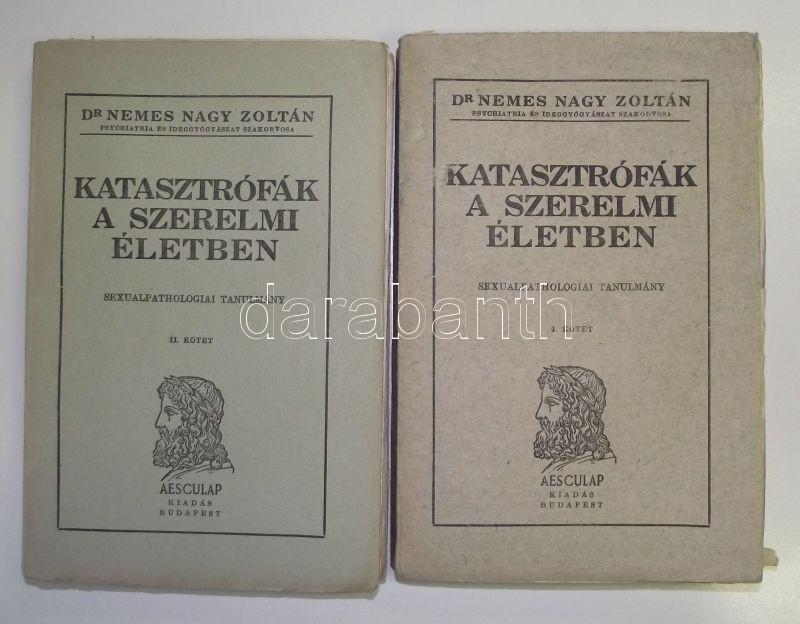 DR NEMES NAGY ZOLTÁN
PSYCHIATRIA ÉS IDEGGYÓGYÁSZAT SZAKORVOSA
KATASZTRÓFÁK
A SZERELMI
ÉLETBEN
SEXUALPATHOLOGIAI TANULMÁNY
II. KÖTET
AESCULAP
KIADÁS
BUDAPEST
DR NEMES NAGY ZOLTÁN
PSYCHIATRIA ÉS IDEGGYÓGYÁSZAT SZAKORVOSA
KATASZTRÓFÁK
A SZERELMI
ÉLETBEN
SEXUALPATHOLOGIAI TANULMÁNY
I. KÖTET
AESCULAP
KIADÁS
BUDAPEST
darabanth